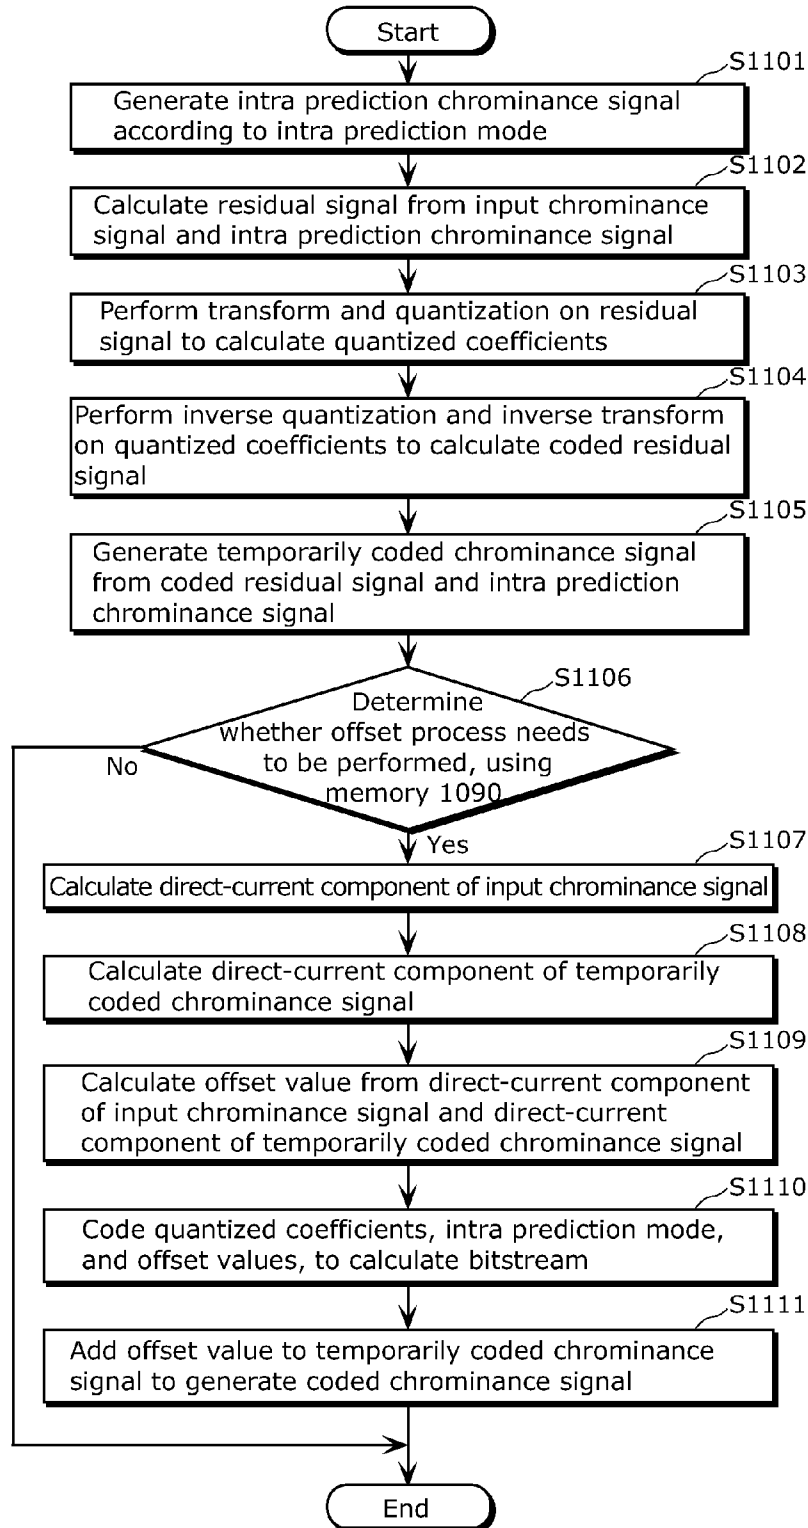 Start
S1101
Generate intra prediction chrominance signal
according to intra prediction mode
S1102
Calculate residual signal from input chrominance
signal and intra prediction chrominance signal
S1103
Perform transform and quantization on residual
signal to calculate quantized coefficients
S1104
Perform inverse quantization and inverse transform
on quantized coefficients to calculate coded residual
signal
S1105
Generate temporarily coded chrominance signal
from coded residual signal and intra prediction
chrominance signal
S1106
Determine
whether offset process needs
to be performed, using
memory 1090
No
Yes
S1107
Calculate direct-current component of input chrominance signal
S1108
Calculate direct-current component of temporarily
coded chrominance signal
S1109
Calculate offset value from direct-current component
of input chrominance signal and direct-current
component of temporarily coded chrominance signal
S1110
Code quantized coefficients, intra prediction mode,
and offset values, to calculate bitstream
S1111
Add offset value to temporarily coded chrominance
signal to generate coded chrominance signal
End